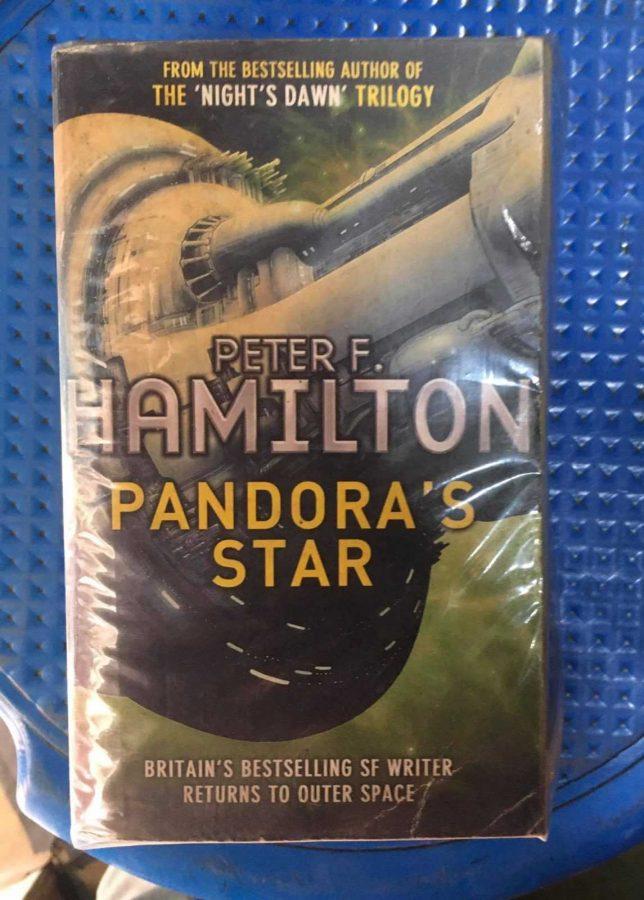 FROM THE BESTSELLING AUTHOR OF
THE 'NIGHT'S DAWN' TRILOGY
PETER F.
HAMILTON
PANDORA'S
STAR
BRITAIN'S BESTSELLING SF WRITER
RETURNS TO OUTER SPACE